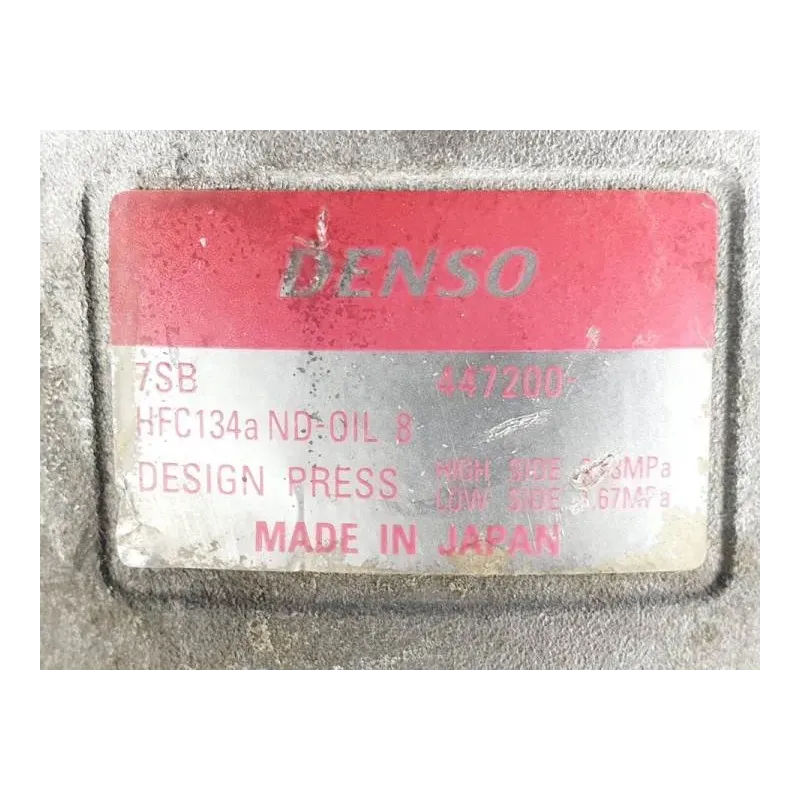 DENSO
7SB 447200-
HFC134a ND-OIL 8
DESIGN PRESS HIGH SIDE
LOW SIDE
MADE IN JAPAN